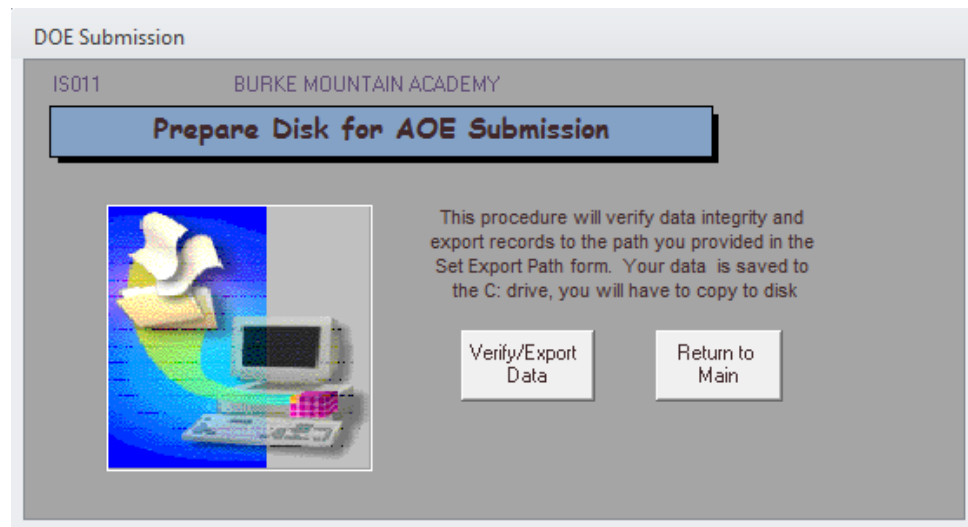 DOE Submission
IS011 BURKE MOUNTAIN ACADEMY
Prepare Disk for AOE Submission
This procedure will verify data integrity and
export records to the path you provided in the
Set Export Path form. Your data is saved to
the C: drive, you will have to copy to disk
Verify/Export
Data
Return to
Main